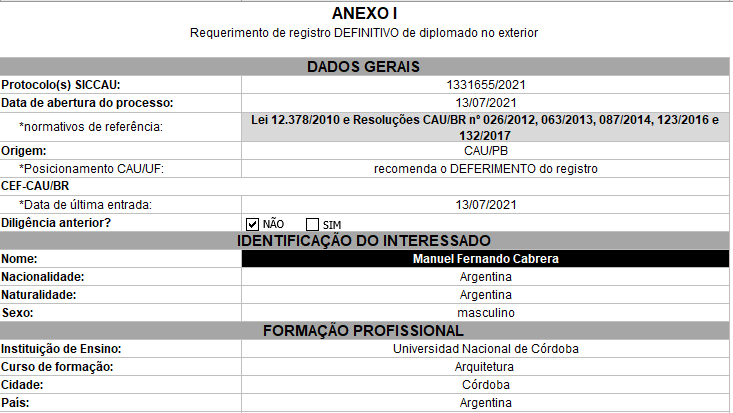 ANEXO I
Requerimento de registro DEFINITIVO de diplomado no exterior
DADOS GERAIS
Protocolo(s) SICCAU: 1331655/2021
Data de abertura do processo: 13/07/2021
*normativos de referência: Lei 12.378/2010 e Resoluções CAU/BR nº 026/2012, 063/2013, 087/2014, 123/2016 e
132/2017
Origem: CAU/PB
*Posicionamento CAU/UF: recomenda o DEFERIMENTO do registro
CEF-CAU/BR
*Data de última entrada: 13/07/2021
Diligência anterior? NÃO SIM
IDENTIFICAÇÃO DO INTERESSADO
Nome: Manuel Fernando Cabrera
Nacionalidade: Argentina
Naturalidade: Argentina
Sexo: masculino
FORMAÇÃO PROFISSIONAL
Instituição de Ensino: Universidad Nacional de Córdoba
Curso de formação: Arquitetura
Cidade: Córdoba
País: Argentina